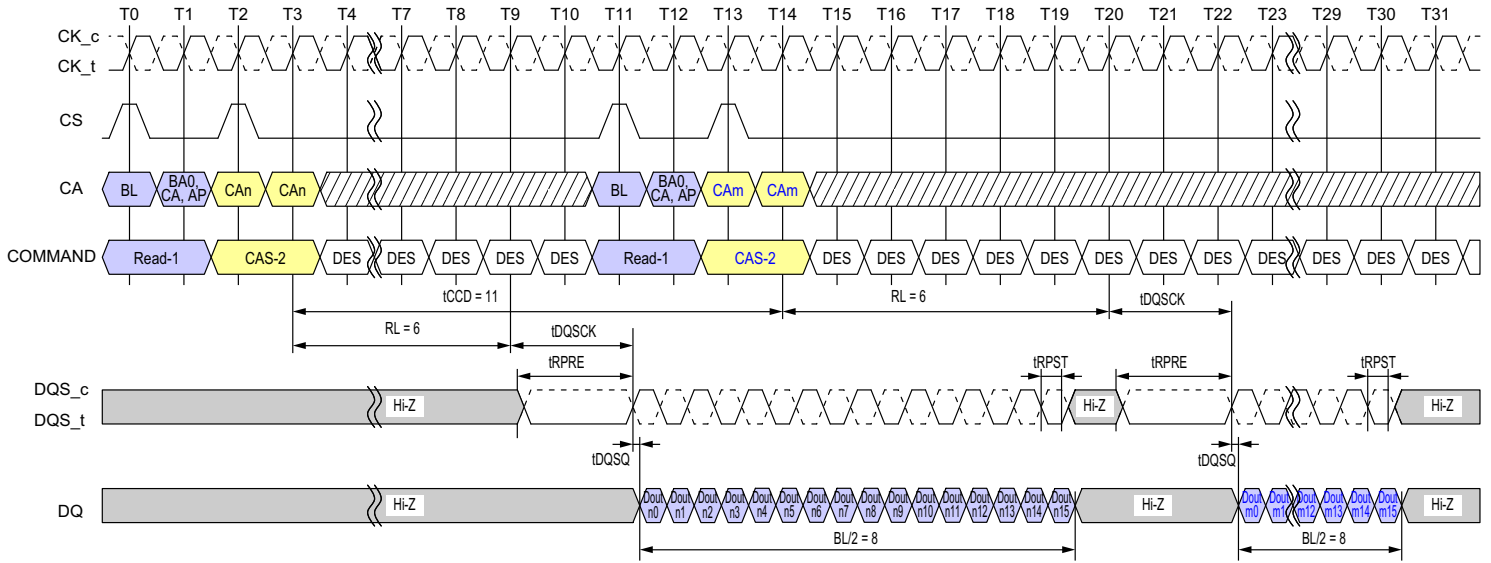 T0 T1 T2 T3 T4 T7 T8 T9 T10 T11 T12 T13 T14 T15 T16 T17 T18 T19 T20 T21 T22 T23 T29 T30 T31
CK_c
CK_t
CS
CA BL BA0, CA, AP CAn CAn BL BA0, CA, AP CAm CAm
COMMAND Read-1 CAS-2 DES DES DES DES DES Read-1 CAS-2 DES DES DES DES DES DES DES DES DES DES DES DES
tCCD = 11 RL = 6 tDQSCK
RL = 6 tDQSCK
tRPRE tRPST tRPRE tRPST
DQS_c
DQS_t
Hi-Z Hi-Z Hi-Z
tDQSQ tDQSQ
DQ Hi-Z Dout n0 Dout n1 Dout n2 Dout n3 Dout n4 Dout n5 Dout n6 Dout n7 Dout n8 Dout n9 Dout n10 Dout n11 Dout n12 Dout n13 Dout n14 Dout n15 Hi-Z Dout m0 Dout m1 Dout m12 Dout m13 Dout m14 Dout m15 Hi-Z
BL/2 = 8 BL/2 = 8